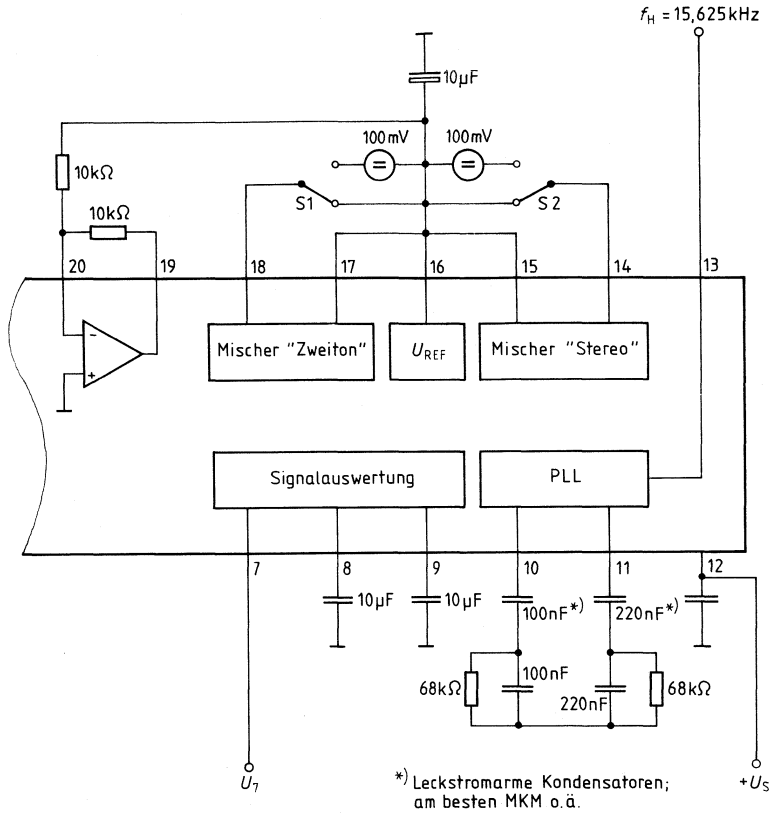 f_H = 15,625 kHz
10µF
100mV 100mV
10kΩ
10kΩ
S1 S2
20 19 18 17 16 15 14 13
Mischer "Zweiton" U_REF Mischer "Stereo"
−
=
=
+
Signalauswertung PLL
7 8 9 10 11 12
10µF 10µF 100nF*) 220nF*)
100nF
68kΩ 220nF 68kΩ
U_7 +U_S
*) Leckstromarme Kondensatoren;
am besten MKM o.ä.